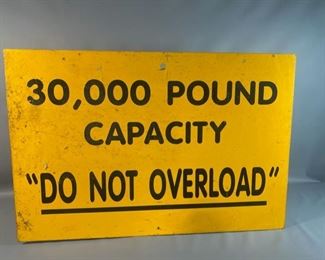 30,000 POUND
CAPACITY
"DO NOT OVERLOAD"